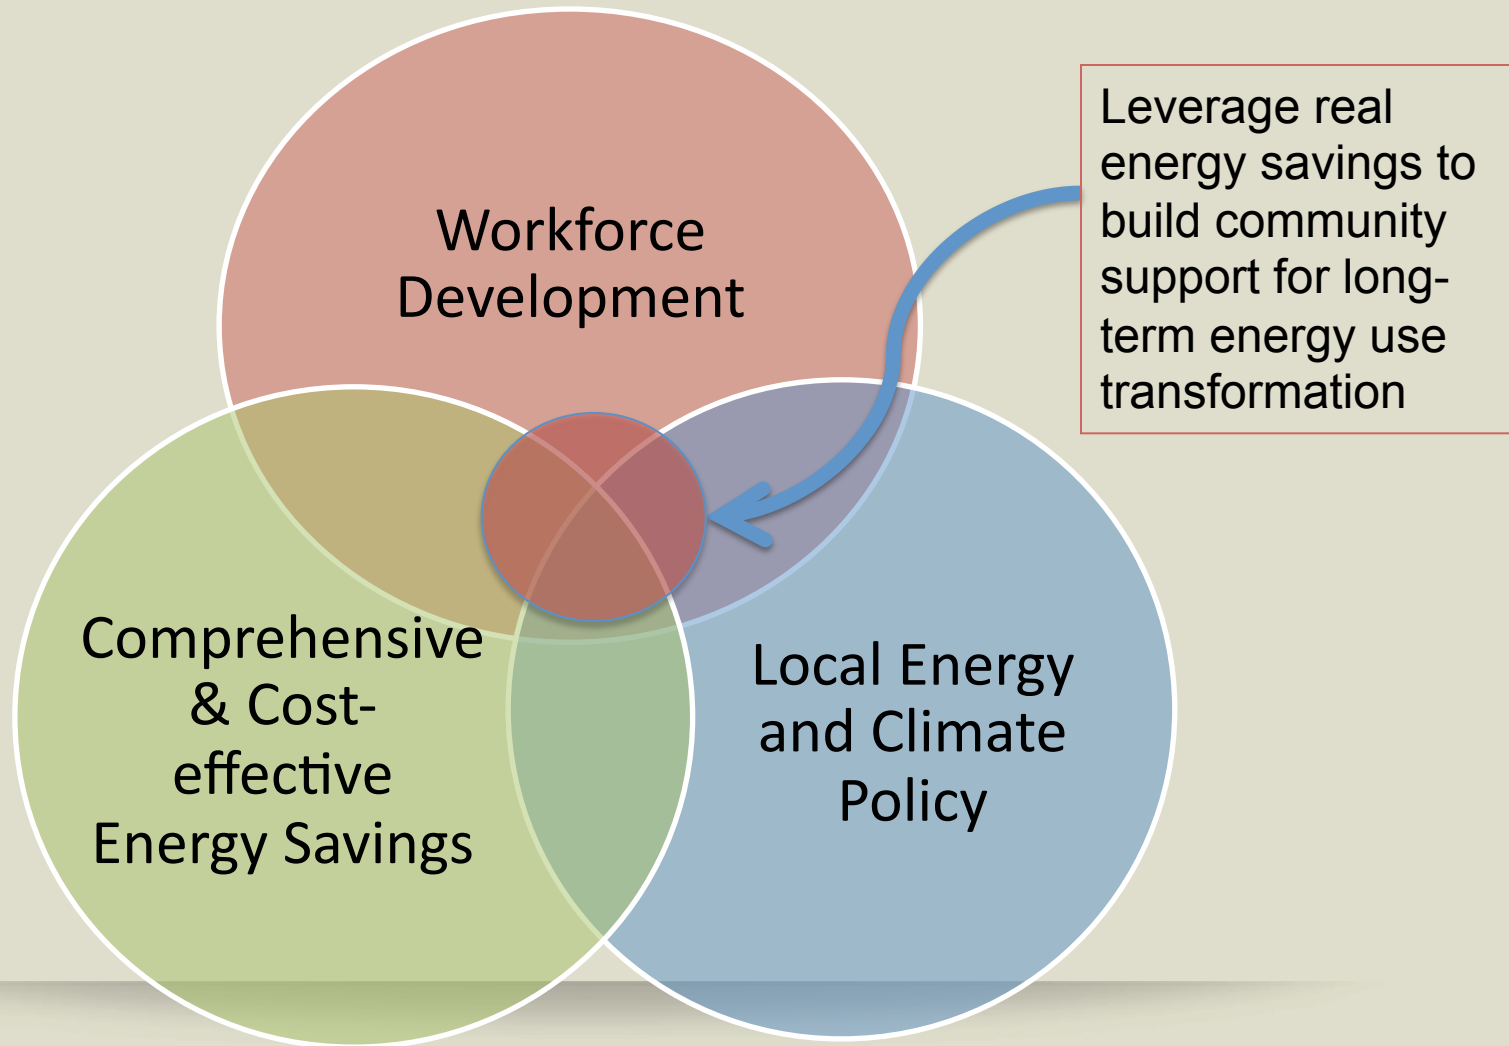 Workforce
Development
Leverage real
energy savings to
build community
support for long-
term energy use
transformation
Comprehensive
& Cost-
effective
Energy Savings
Local Energy
and Climate
Policy